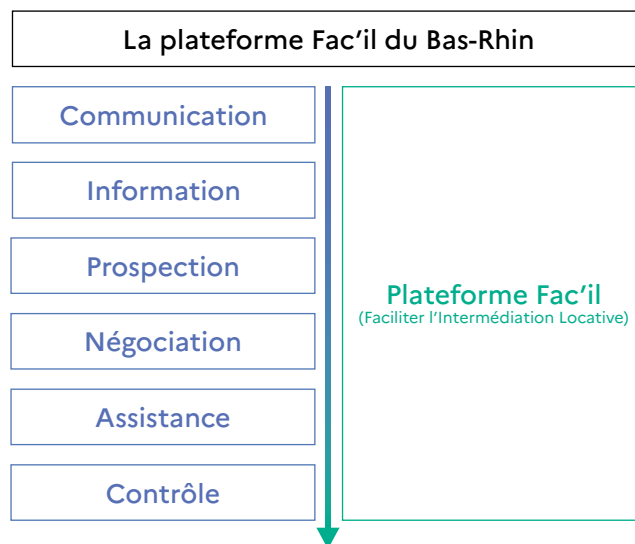 La plateforme Fac’il du Bas-Rhin
Communication
Information
Prospection
Négociation
Assistance
Contrôle
Plateforme Fac’il
(Faciliter l’Intermédiation Locative)